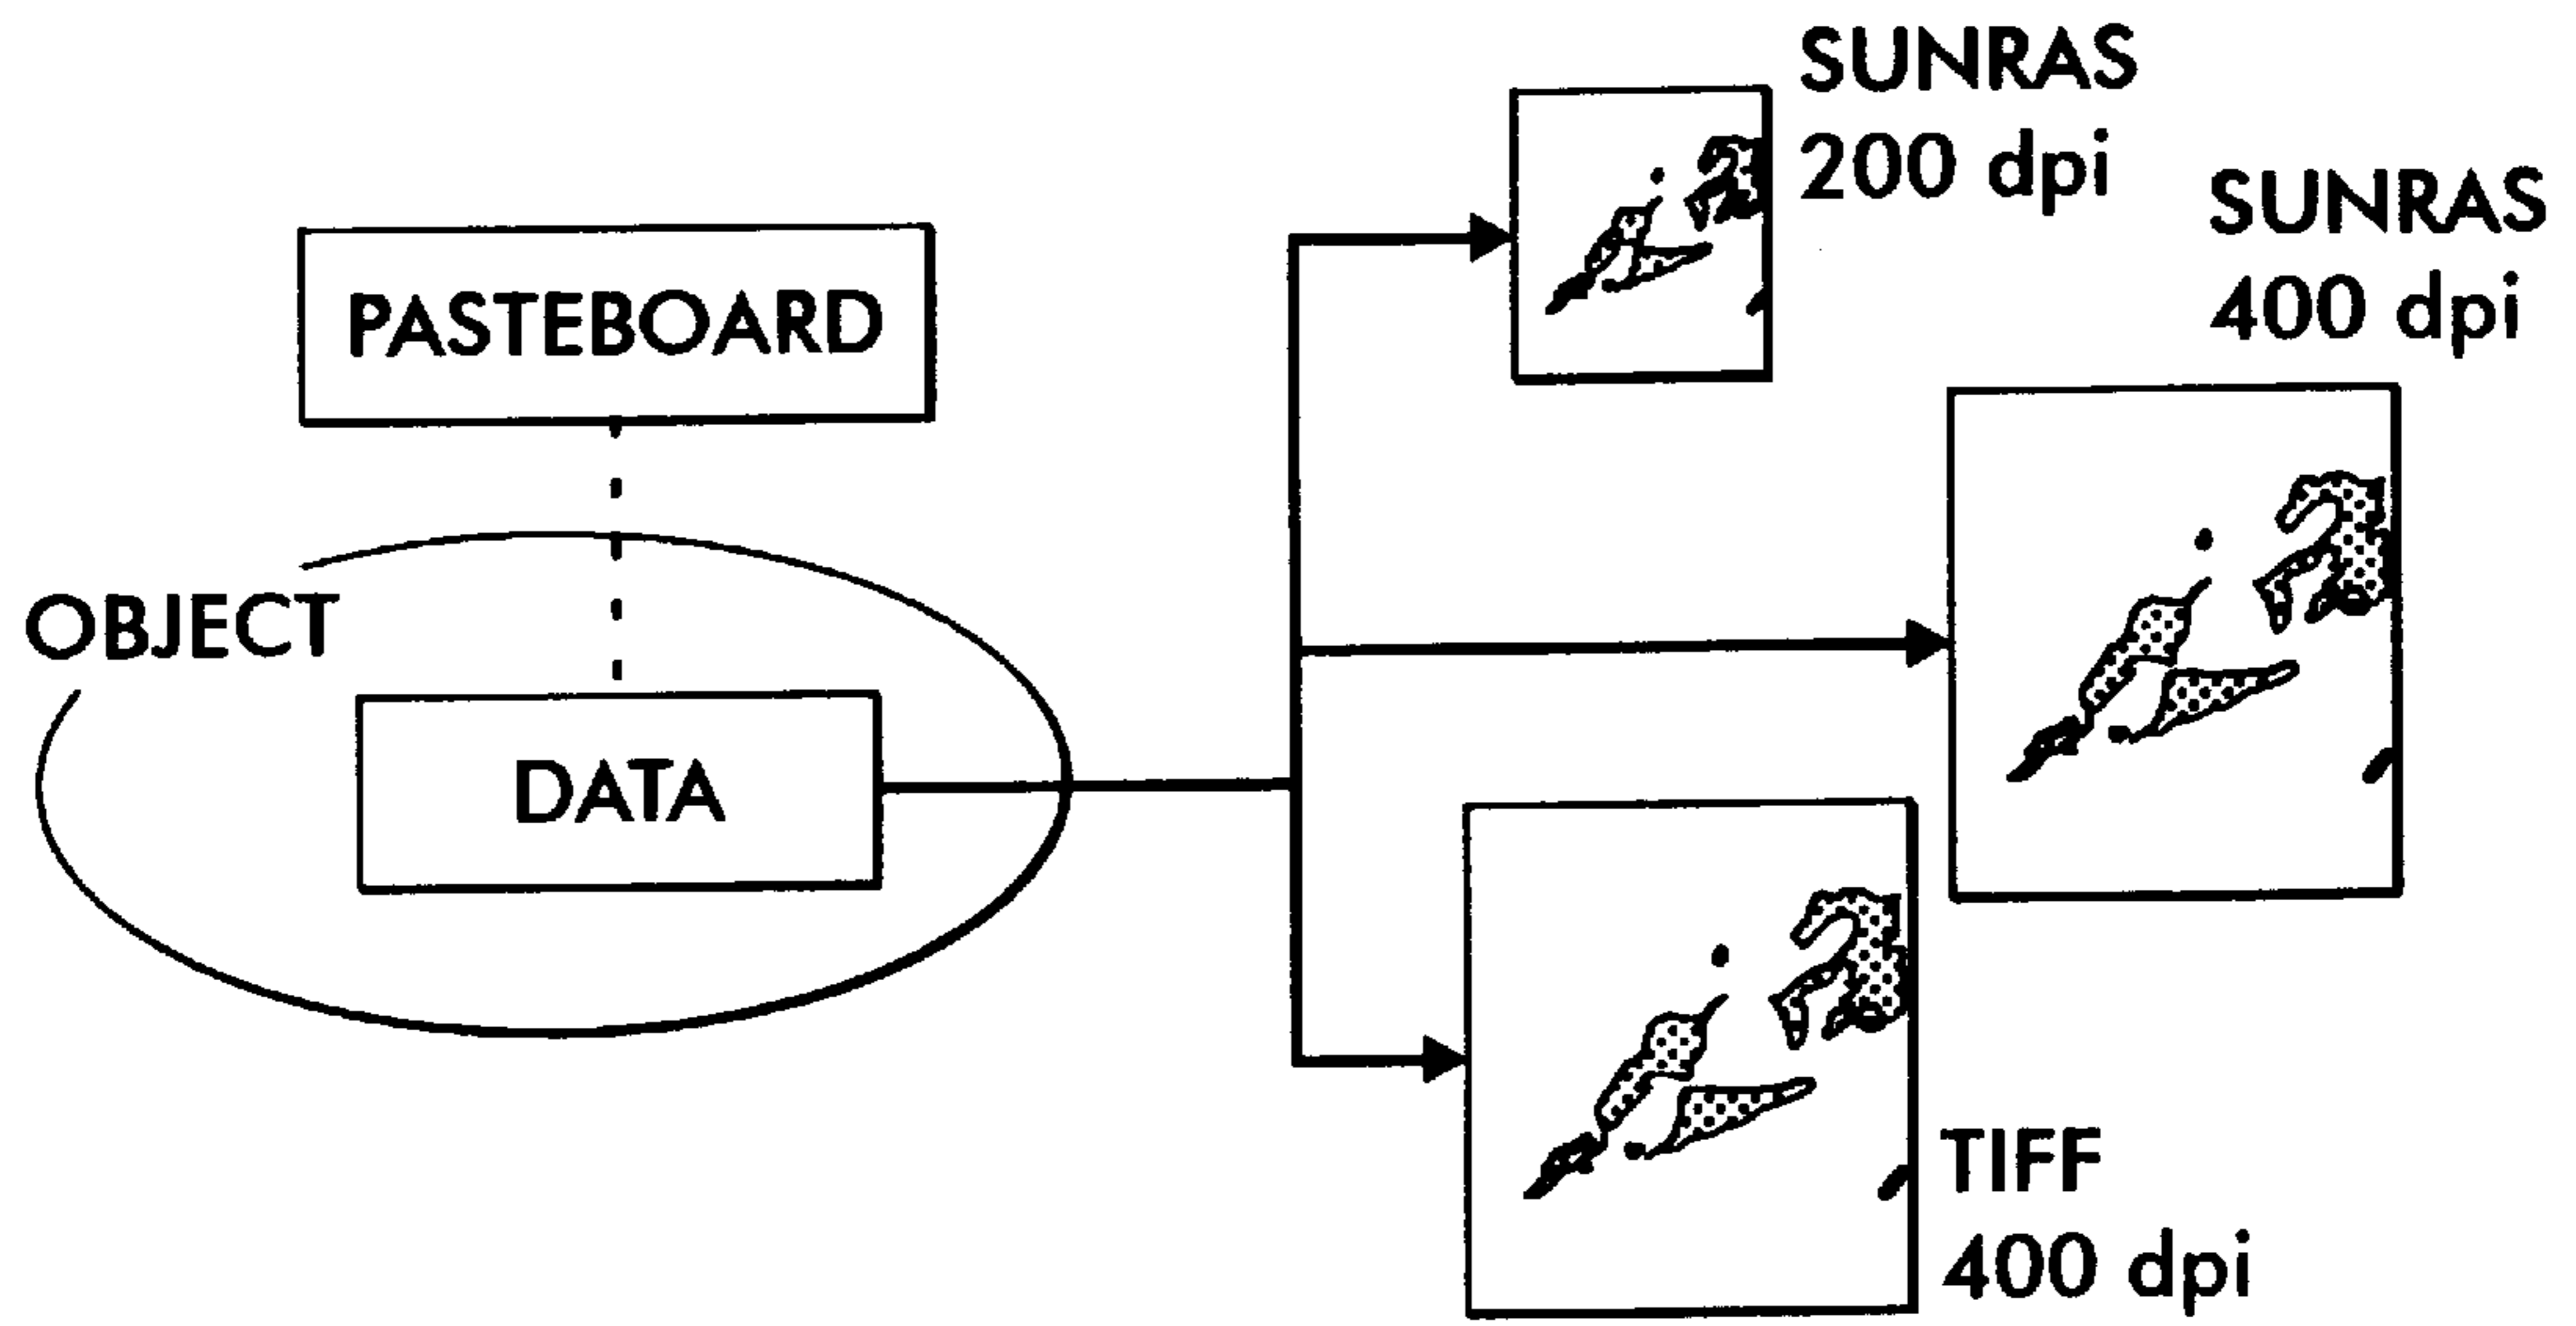 PASTEBOARD
OBJECT
DATA
SUNRAS
200 dpi
SUNRAS
400 dpi
TIFF
400 dpi